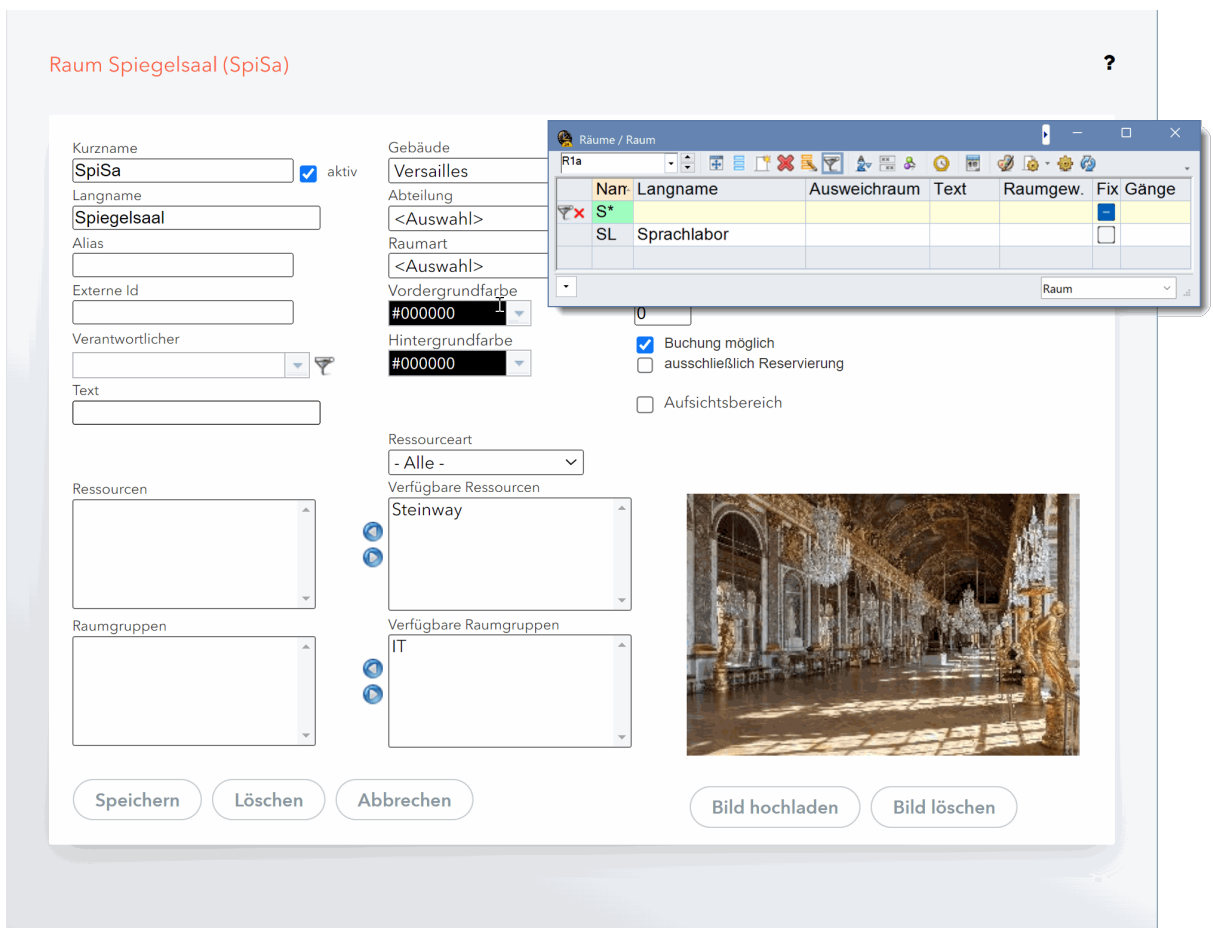 Raum Spiegelsaal (SpiSa)
?
Kurzname
SpiSa
aktiv
Langname
Spiegelsaal
Alias
Externe Id
Verantwortlicher
Text
Gebäude
Versailles
Abteilung
<Auswahl>
Raumart
<Auswahl>
Vordergrundfarbe
#000000
Hintergrundfarbe
#000000
Räume / Raum
R1a
Nam Langname Ausweichraum Text Raumgew. Fix Gänge
S*
SL Sprachlabor
Raum
0
Buchung möglich
ausschließlich Reservierung
Aufsichtsbereich
Ressourceart
- Alle -
Ressourcen
Verfügbare Ressourcen
Steinway
Raumgruppen
Verfügbare Raumgruppen
IT
Speichern Löschen Abbrechen
Bild hochladen Bild löschen